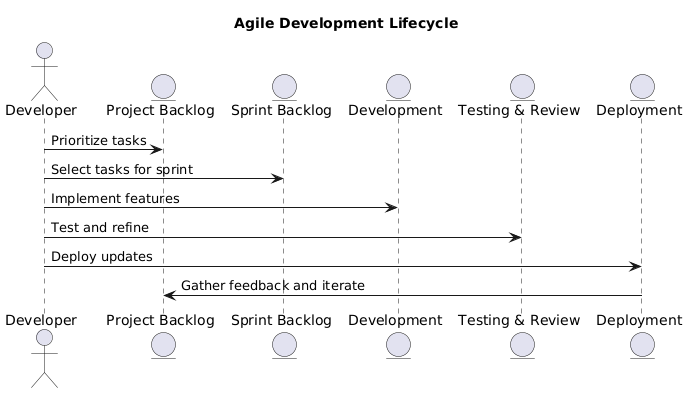 Agile Development Lifecycle
Developer Project Backlog Sprint Backlog Development Testing & Review Deployment
Prioritize tasks
Select tasks for sprint
Implement features
Test and refine
Deploy updates
Gather feedback and iterate
Developer Project Backlog Sprint Backlog Development Testing & Review Deployment